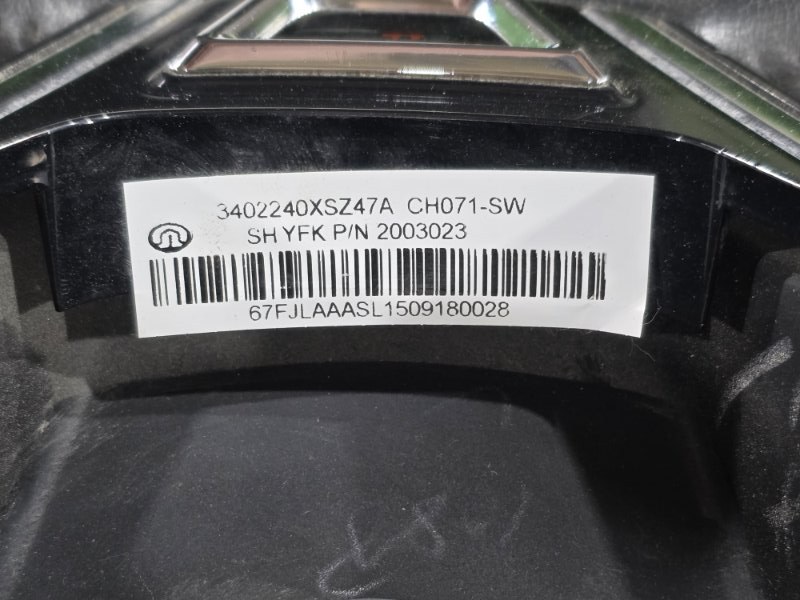 3402240XSZ47A CH071-SW
SH YFK P/N 2003023
67FJLAAASL1509180028